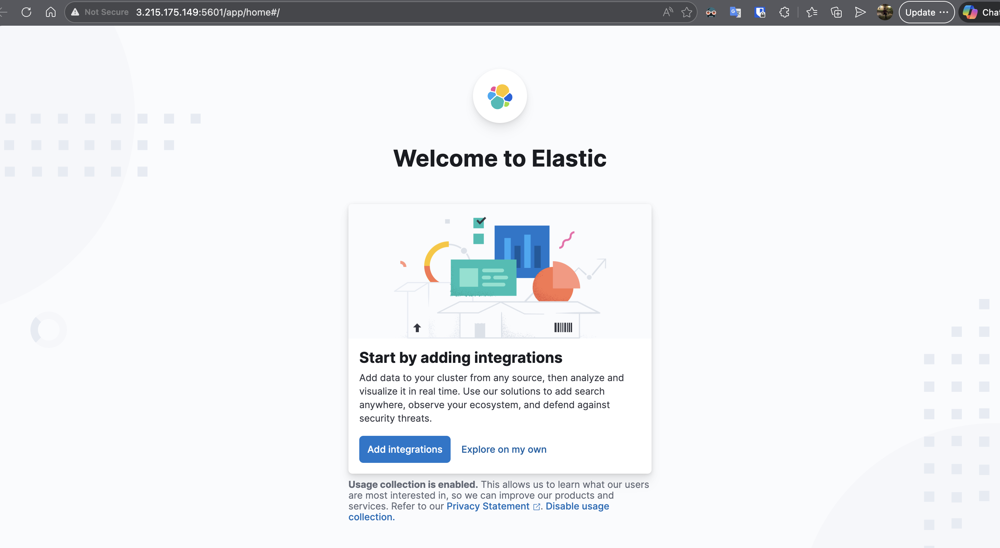 Not Secure 3.215.175.149:5601/app/home#/ Update Chat
Welcome to Elastic
Start by adding integrations
Add data to your cluster from any source, then analyze and
visualize it in real time. Use our solutions to add search
anywhere, observe your ecosystem, and defend against
security threats.
Add integrations Explore on my own
Usage collection is enabled. This allows us to learn what our users
are most interested in, so we can improve our products and
services. Refer to our Privacy Statement. Disable usage
collection.